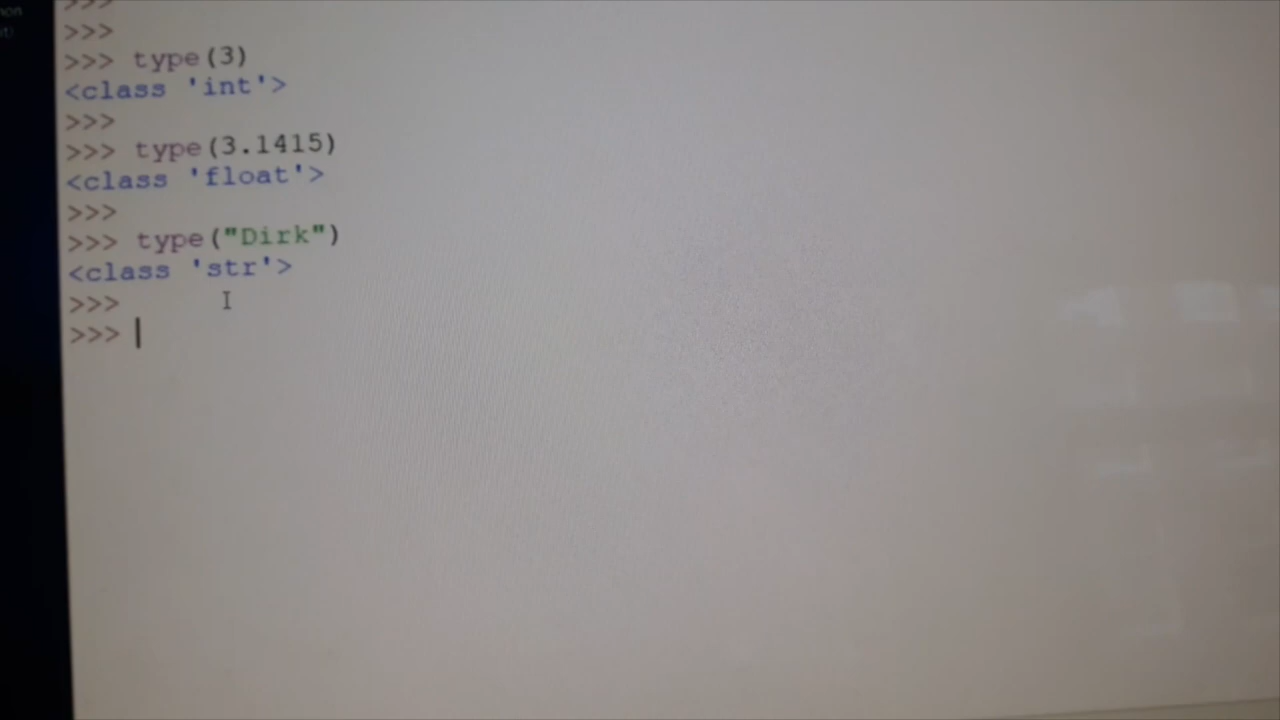 >>>
>>>
>>> type(3)
<class 'int'>
>>>
>>> type(3.1415)
<class 'float'>
>>>
>>> type("Dirk")
<class 'str'>
>>>
>>>